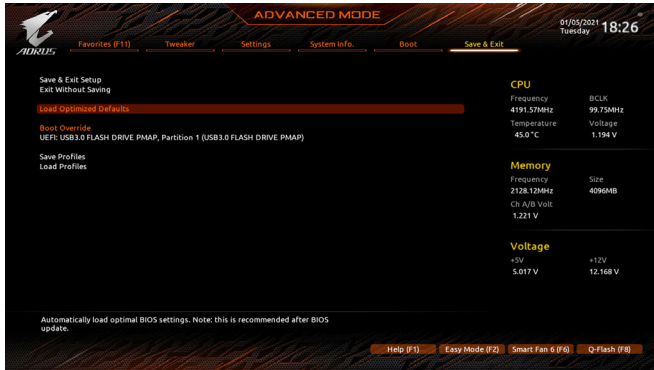 ADVANCED MODE
01/05/2021 Tuesday 18:26
AORUS
Favorites (F11) Tweaker Settings System Info. Boot Save & Exit
Save & Exit Setup
Exit Without Saving
Load Optimized Defaults
Boot Override
UEFI: USB3.0 FLASH DRIVE PMAP, Partition 1 (USB3.0 FLASH DRIVE PMAP)
Save Profiles
Load Profiles
CPU
Frequency BCLK
4191.57MHz 99.75MHz
Temperature Voltage
45.0 °C 1.194 V
Memory
Frequency Size
2128.12MHz 4096MB
Ch A/B Volt
1.221 V
Voltage
+5V +12V
5.017 V 12.168 V
Automatically load optimal BIOS settings. Note: this is recommended after BIOS
update.
Help (F1) Easy Mode (F2) Smart Fan 6 (F6) Q-Flash (F8)